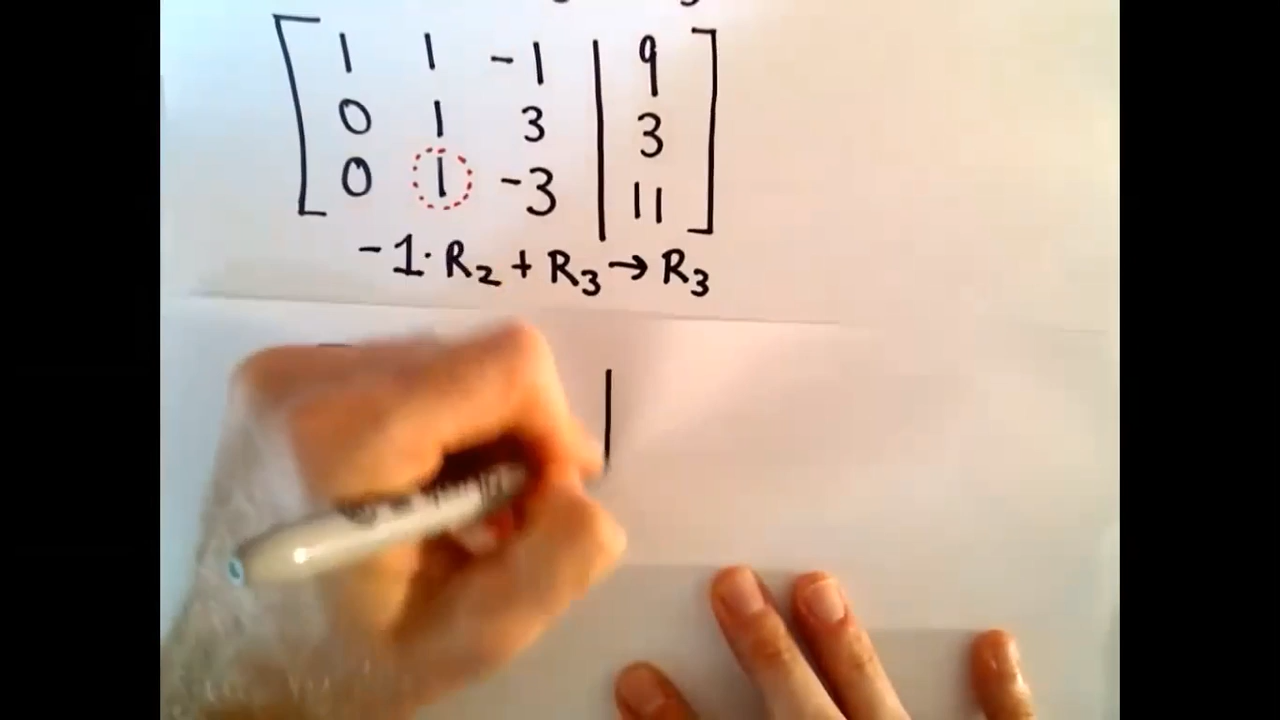 1 1 -1 | 9
0 1 3 | 3
0 1 -3 | 11
-1·R₂ + R₃ → R₃